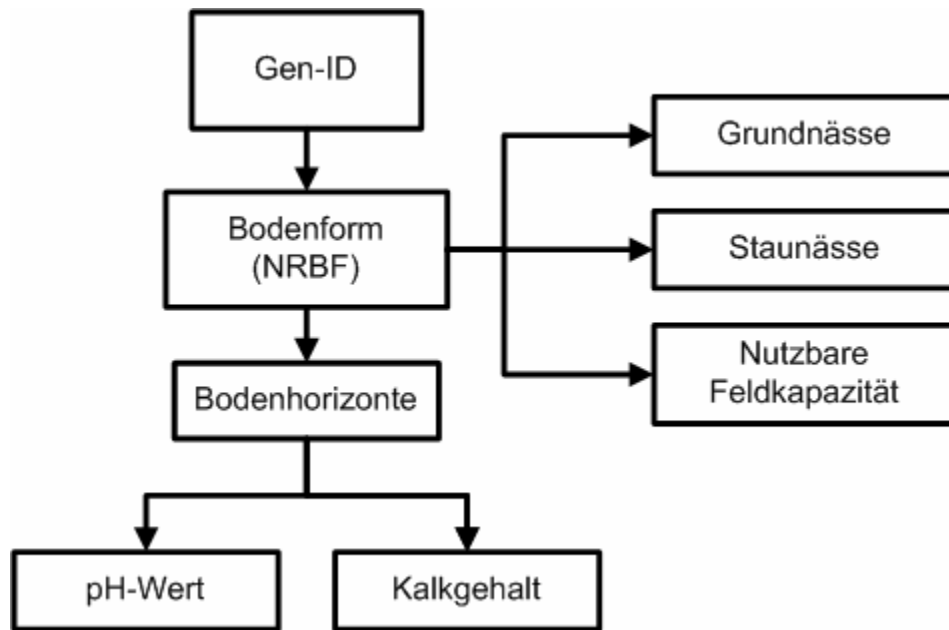 Gen-ID
Grundnässe
Bodenform
(NRBF)
Staunässe
Nutzbare
Feldkapazität
Bodenhorizonte
pH-Wert
Kalkgehalt